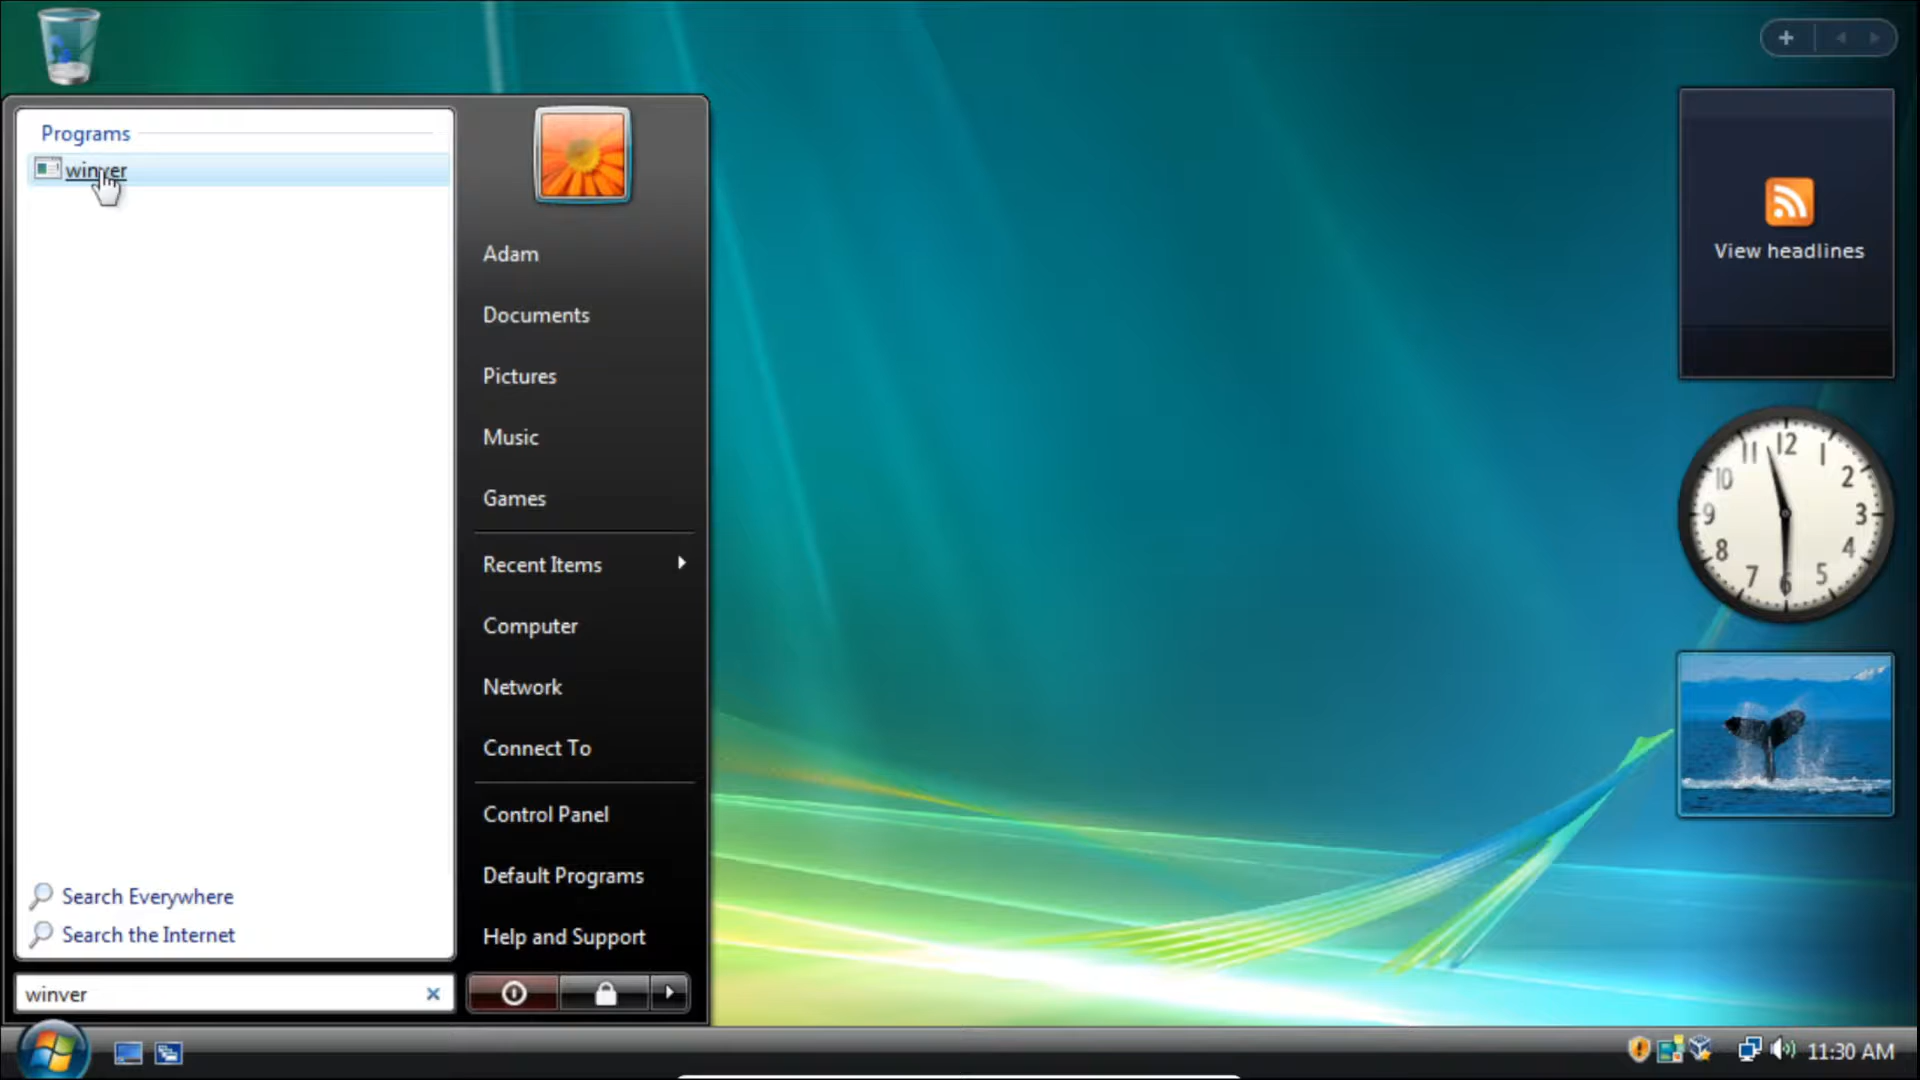 Programs
winver
Adam
Documents
Pictures
Music
Games
Recent Items
Computer
Network
Connect To
Control Panel
Default Programs
Help and Support
Search Everywhere
Search the Internet
winver
View headlines
12
1
2
3
4
5
6
7
8
9
10
11
11:30 AM